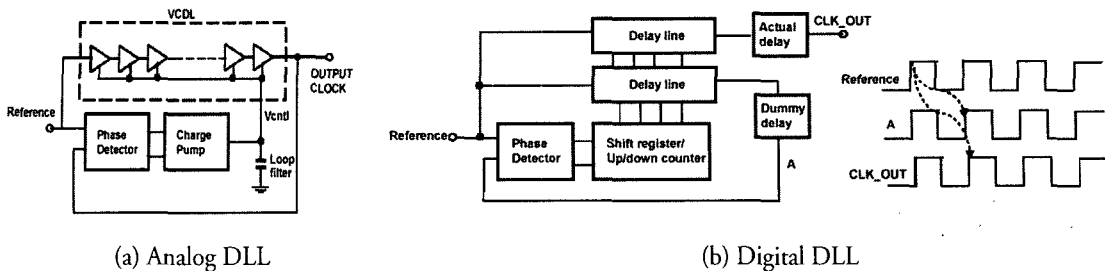 VCDL
OUTPUT
CLOCK
Vcntl
Reference
Phase
Detector
Charge
Pump
Loop
filter
(a) Analog DLL
Delay line
Actual
delay
CLK_OUT
Delay line
Dummy
delay
Reference
Phase
Detector
Shift register/
Up/down counter
A
Reference
A
CLK_OUT
(b) Digital DLL